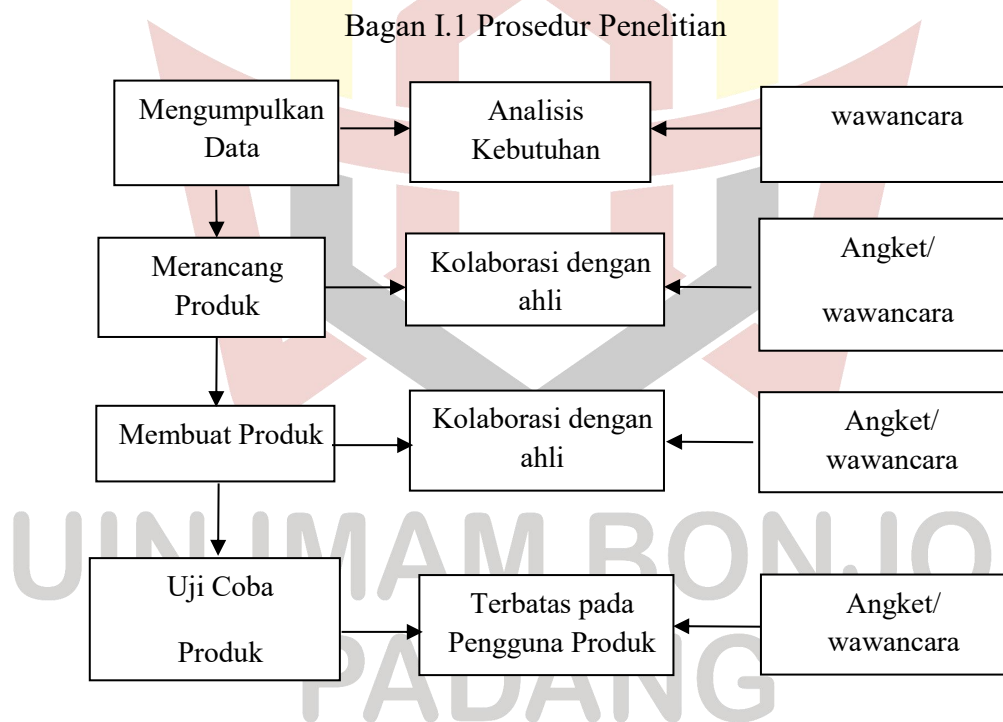 Bagan I.1 Prosedur Penelitian
Mengumpulkan
Data
Analisis
Kebutuhan
wawancara
Merancang
Produk
Kolaborasi dengan
ahli
Angket/
wawancara
Membuat Produk
Kolaborasi dengan
ahli
Angket/
wawancara
Uji Coba
Produk
Terbatas pada
Pengguna Produk
Angket/
wawancara
UIN IMAM BONJO
PADANG